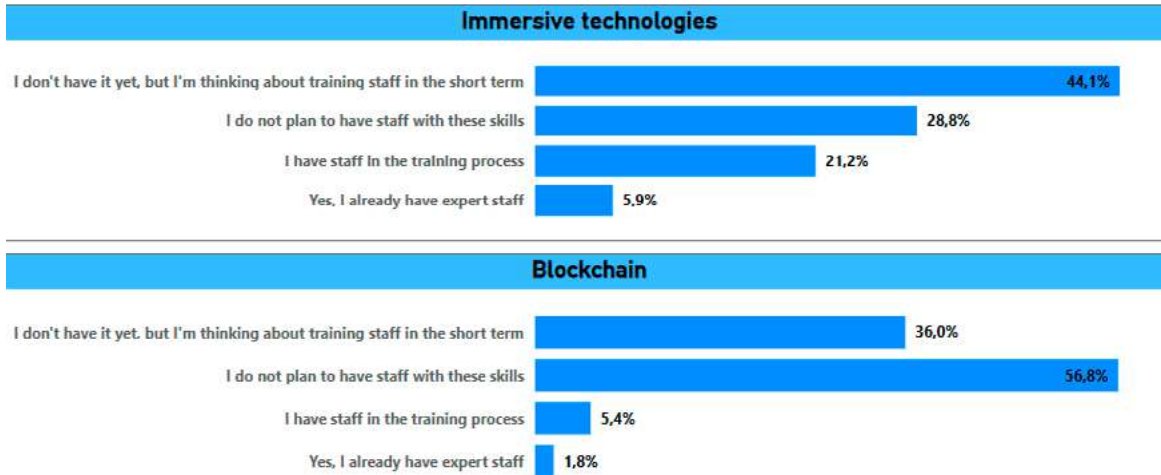 Immersive technologies
I don't have it yet, but I'm thinking about training staff in the short term 44,1%
I do not plan to have staff with these skills 28,8%
I have staff in the training process 21,2%
Yes, I already have expert staff 5,9%
Blockchain
I don't have it yet. but I'm thinking about training staff in the short term 36,0%
I do not plan to have staff with these skills 56,8%
I have staff in the training process 5,4%
Yes, I already have expert staff 1,8%